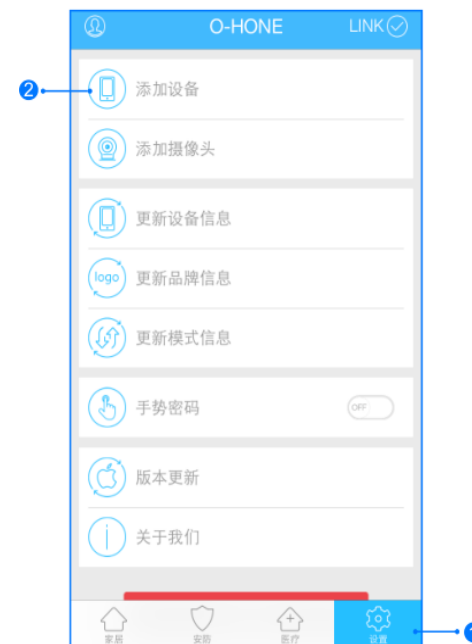 O-HONE LINK
2 添加设备
添加摄像头
更新设备信息
logo 更新品牌信息
更新模式信息
手势密码 OFF
版本更新
关于我们
家居 安防 医疗 设置